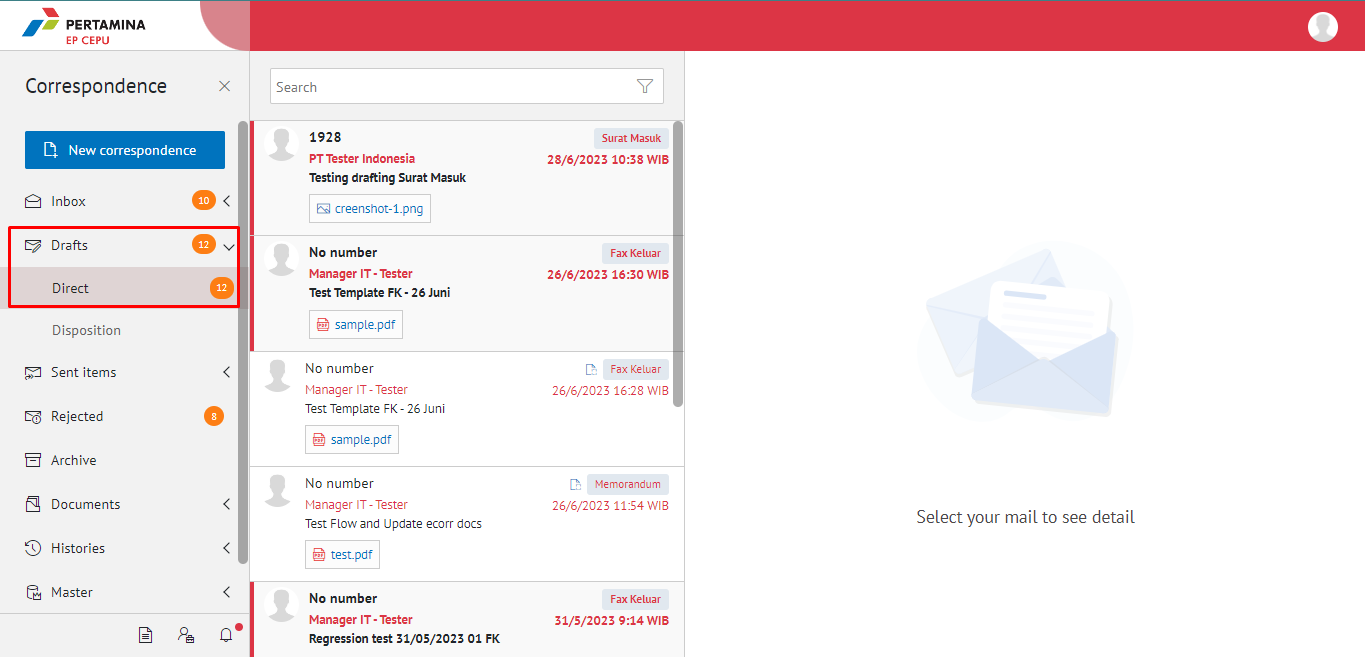 PERTAMINA
EP CEPU
Correspondence
New correspondence
Inbox 10
Drafts 12
Direct 12
Disposition
Sent items
Rejected 8
Archive
Documents
Histories
Master
Search
1928 Surat Masuk
PT Tester Indonesia 28/6/2023 10:38 WIB
Testing drafting Surat Masuk
creenshot-1.png
No number Fax Keluar
Manager IT - Tester 26/6/2023 16:30 WIB
Test Template FK - 26 Juni
PDF sample.pdf
No number Fax Keluar
Manager IT - Tester 26/6/2023 16:28 WIB
Test Template FK - 26 Juni
PDF sample.pdf
No number Memorandum
Manager IT - Tester 26/6/2023 11:54 WIB
Test Flow and Update ecorr docs
PDF test.pdf
No number Fax Keluar
Manager IT - Tester 31/5/2023 9:14 WIB
Regression test 31/05/2023 01 FK
Select your mail to see detail